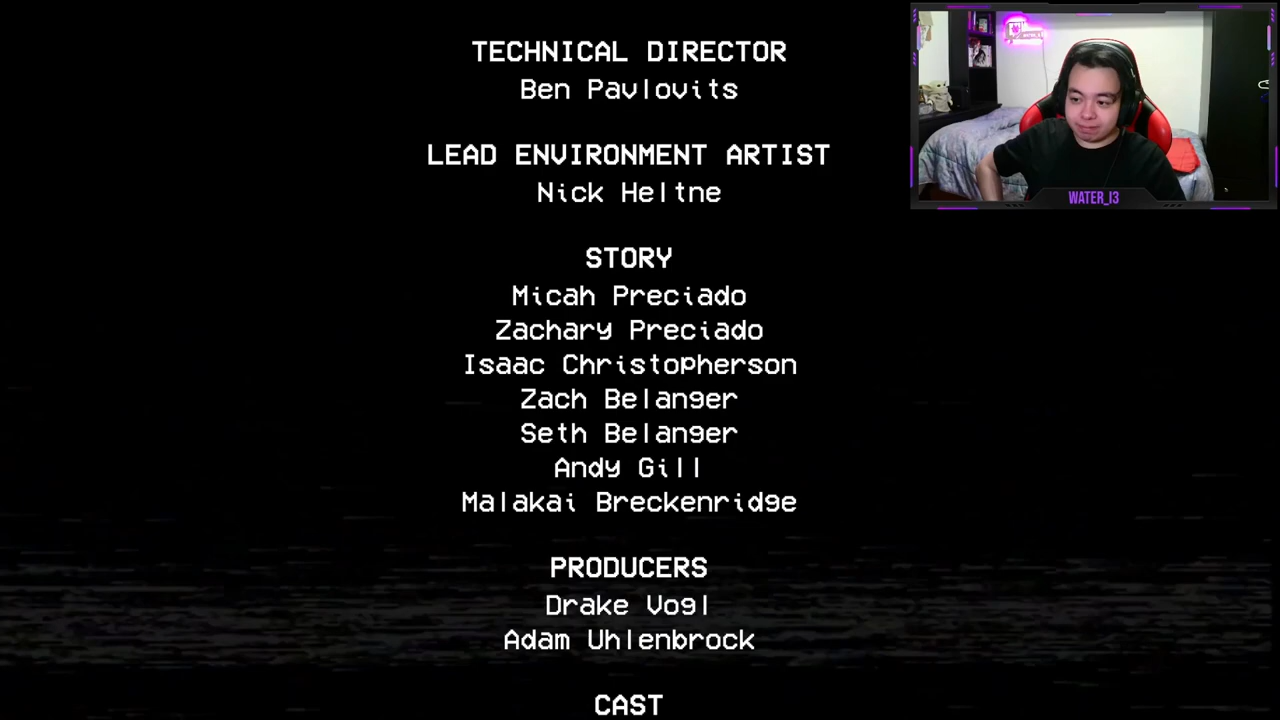 TECHNICAL DIRECTOR
Ben Pavlovits
LEAD ENVIRONMENT ARTIST
Nick Heltne
STORY
Micah Preciado
Zachary Preciado
Isaac Christopherson
Zach Belanger
Seth Belanger
Andy Gill
Malakai Breckenridge
PRODUCERS
Drake Vogl
Adam Uhlenbrock
CAST
WATER_I3